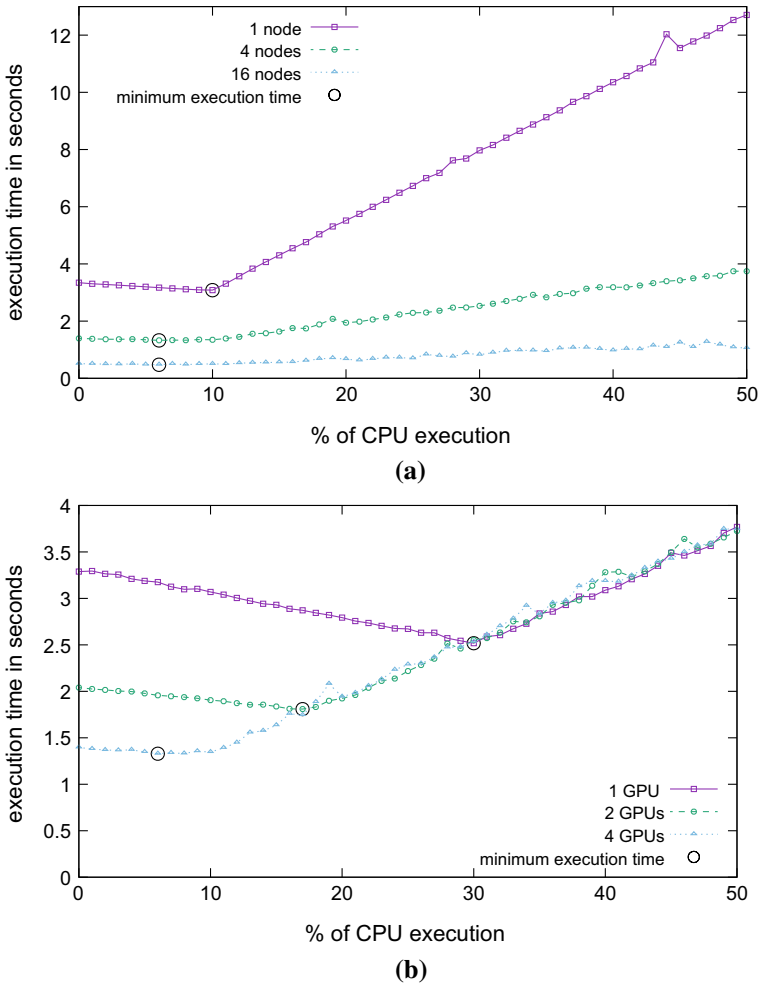 1 node
4 nodes
16 nodes
minimum execution time
execution time in seconds
12
10
8
6
4
2
0
0 10 20 30 40 50
% of CPU execution
(a)
4
3.5
3
2.5
2
1.5
1
0.5
0
execution time in seconds
1 GPU
2 GPUs
4 GPUs
minimum execution time
0 10 20 30 40 50
% of CPU execution
(b)